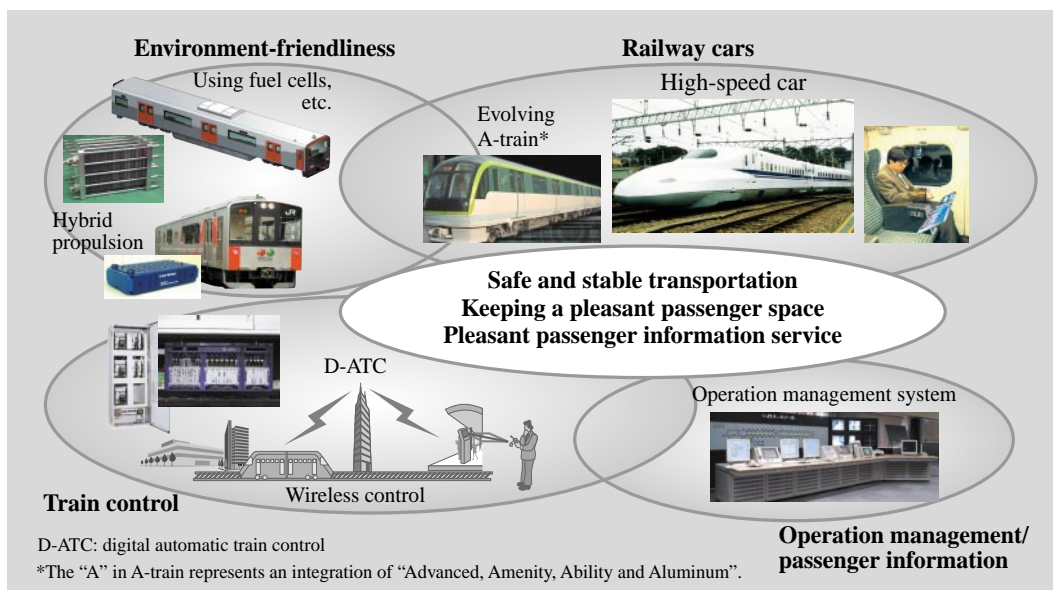 Environment-friendliness
Railway cars
Using fuel cells,
etc.
High-speed car
Evolving
A-train*
Hybrid
propulsion
Safe and stable transportation
Keeping a pleasant passenger space
Pleasant passenger information service
D-ATC
Operation management system
Wireless control
Train control
Operation management/
passenger information
D-ATC: digital automatic train control
*The “A” in A-train represents an integration of “Advanced, Amenity, Ability and Aluminum”.
JR